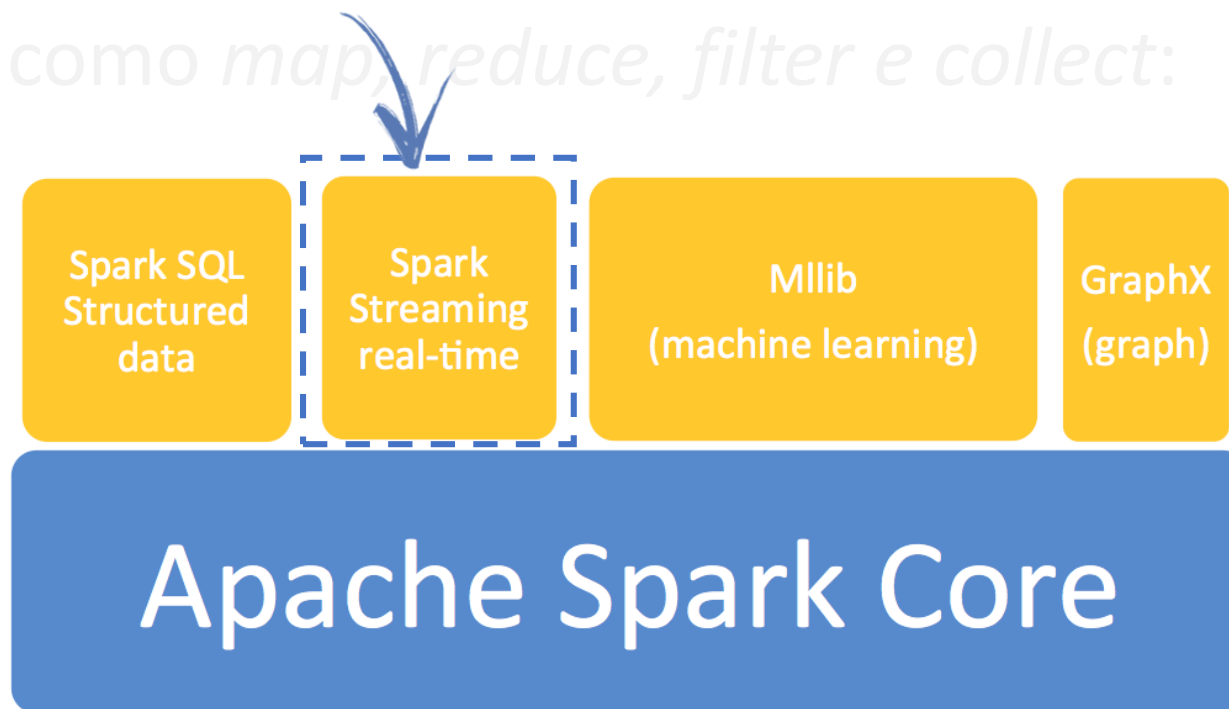 como map, reduce, filter e collect:
Spark SQL
Structured
data
Spark
Streaming
real-time
Mllib
(machine learning)
GraphX
(graph)
Apache Spark Core